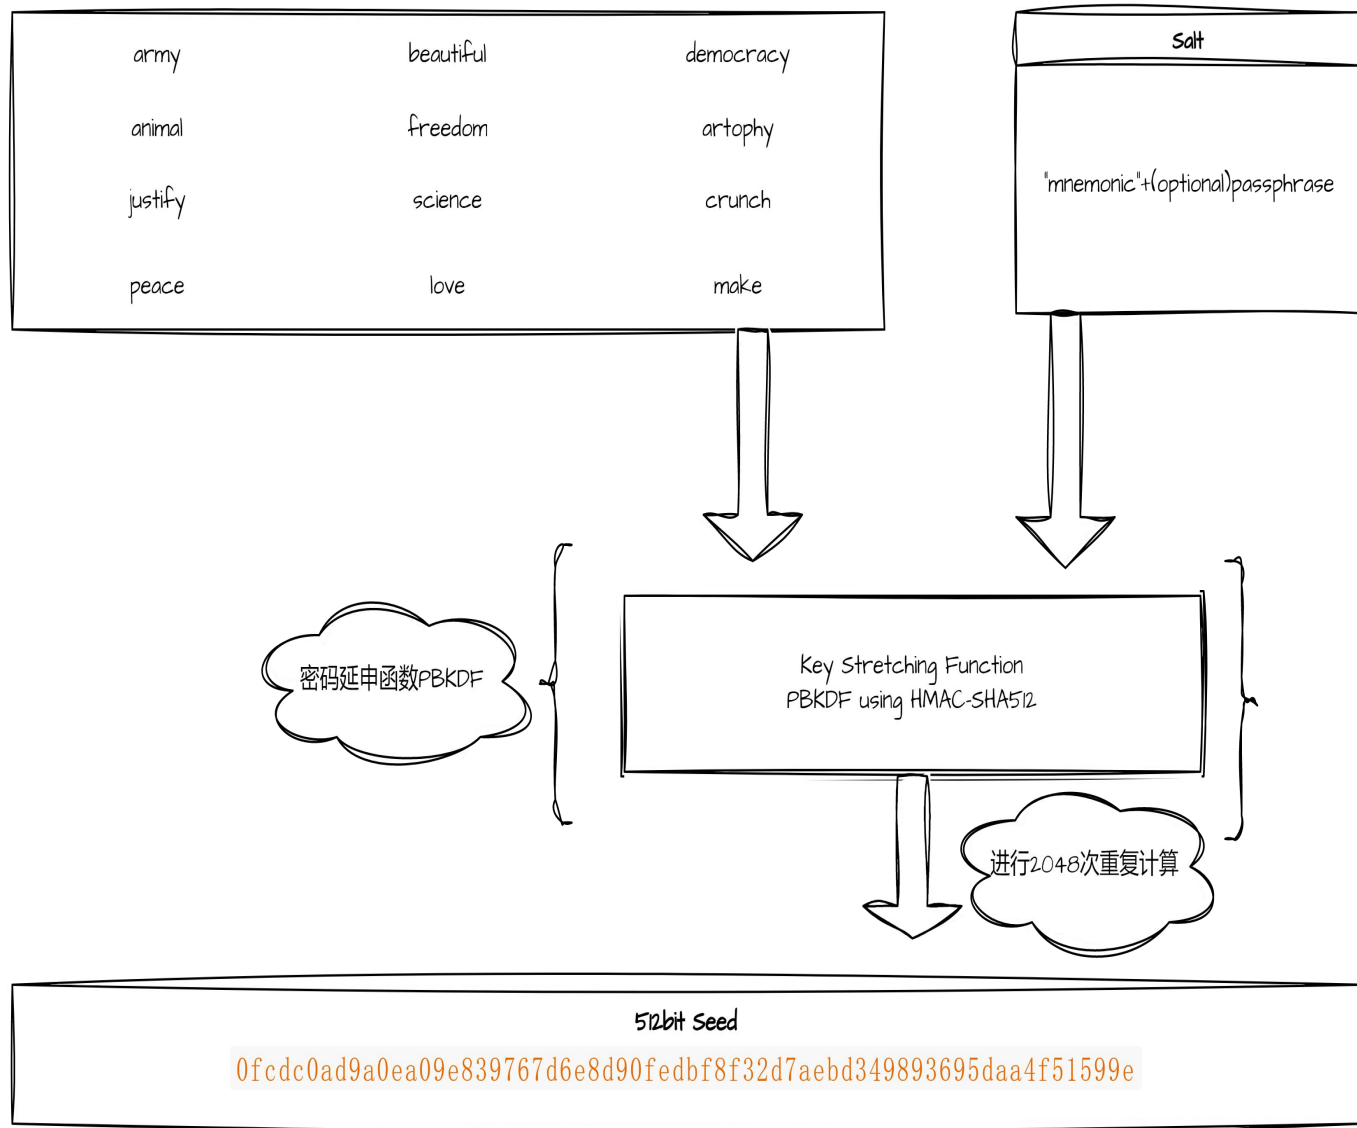 army beautiful democracy
animal freedom artophy
justify science crunch
peace love make
Salt
"mnemonic"+(optional)passphrase
密码延申函数PBKDF
Key Stretching Function
PBKDF using HMAC-SHA512
进行2048次重复计算
512bit Seed
0fcdc0ad9a0ea09e839767d6e8d90fedbf8f32d7aebd349893695daa4f51599e